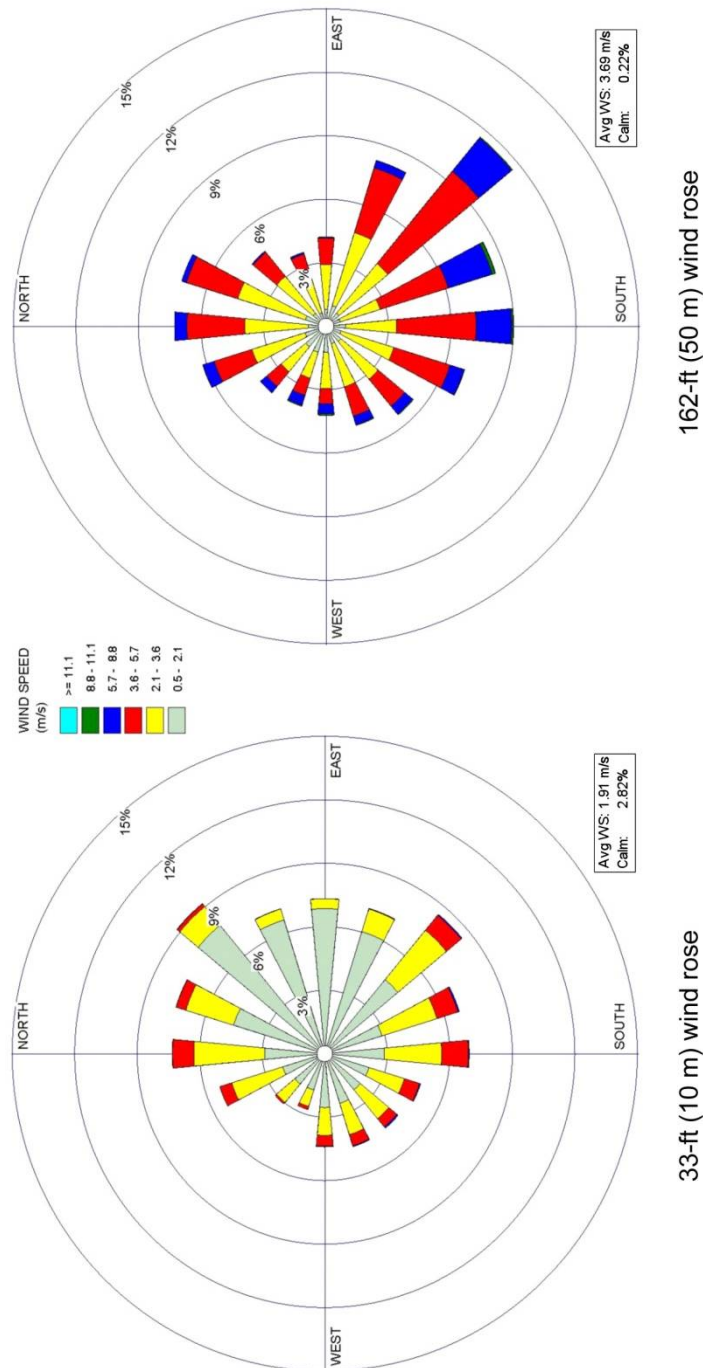 NORTH
15%
12%
9%
6%
3%
WEST
EAST
SOUTH
Avg WS: 1.91 m/s
Calm: 2.82%
33-ft (10 m) wind rose
WIND SPEED
(m/s)
>= 11.1
8.8 - 11.1
5.7 - 8.8
3.6 - 5.7
2.1 - 3.6
0.5 - 2.1
NORTH
15%
12%
9%
6%
3%
WEST
EAST
SOUTH
Avg WS: 3.69 m/s
Calm: 0.22%
162-ft (50 m) wind rose